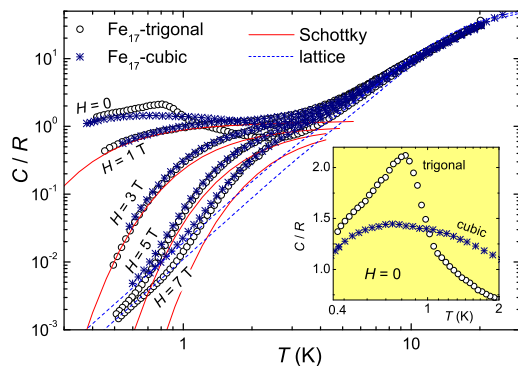 Fe₁₇-trigonal
Fe₁₇-cubic
Schottky
lattice
10¹
10⁰
10⁻¹
10⁻²
10⁻³
C / R
H = 0
H = 1 T
H = 3 T
H = 5 T
H = 7 T
1
10
T (K)
2.0
1.5
1.0
C / R
trigonal
cubic
H = 0
0.4
1
2
T (K)